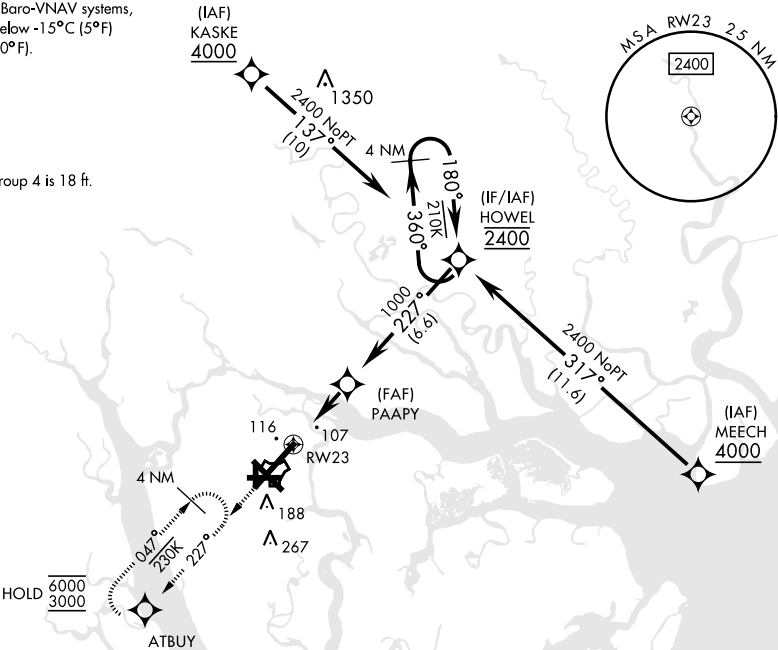 Baro-VNAV systems,
elow -15°C (5°F)
0°F).
roup 4 is 18 ft.
(IAF)
KASKE
4000
1350
2400 NoPT
137°
(10)
MSA RW23 25 NM
2400
4 NM
180°
210K
360°
(IF/IAF)
HOWEL
2400
1000
227°
(6.6)
2400 NoPT
317°
(11.6)
(FAF)
PAAPY
(IAF)
MEECH
4000
116
107
RW23
188
267
4 NM
047°
230K
227°
HOLD
6000
3000
ATBUY